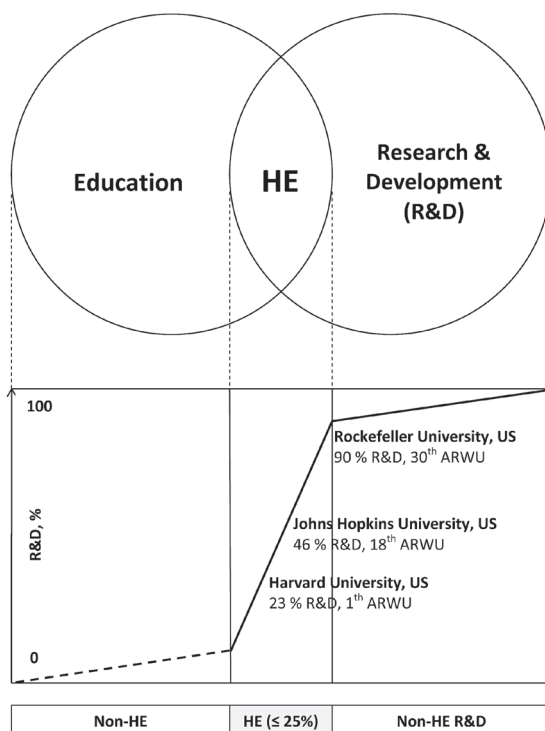 Education
HE
Research &
Development
(R&D)
100
R&D, %
0
Rockefeller University, US
90 % R&D, 30th ARWU
Johns Hopkins University, US
46 % R&D, 18th ARWU
Harvard University, US
23 % R&D, 1th ARWU
Non-HE
HE (≤ 25%)
Non-HE R&D